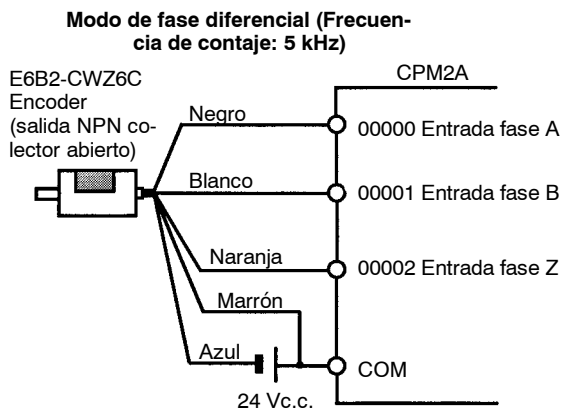 Modo de fase diferencial (Frecuen-
cia de contaje: 5 kHz)
E6B2-CWZ6C
Encoder
(salida NPN co-
lector abierto)
CPM2A
Negro
00000 Entrada fase A
Blanco
00001 Entrada fase B
Naranja
00002 Entrada fase Z
Marrón
Azul
COM
24 Vc.c.